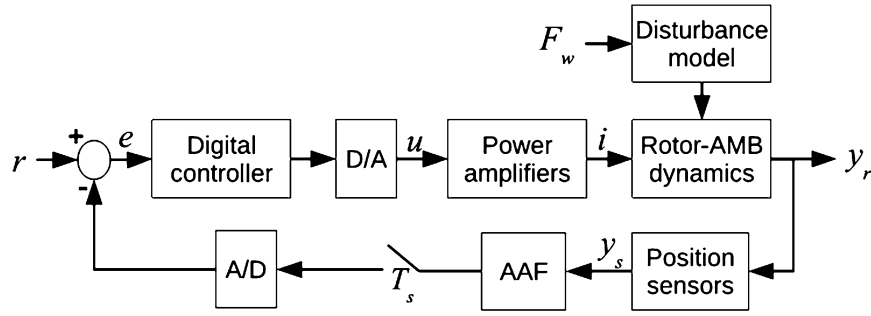 F_w
Disturbance
model
+
r
e
-
Digital
controller
D/A
u
Power
amplifiers
i
Rotor-AMB
dynamics
y_r
A/D
T_s
AAF
y_s
Position
sensors